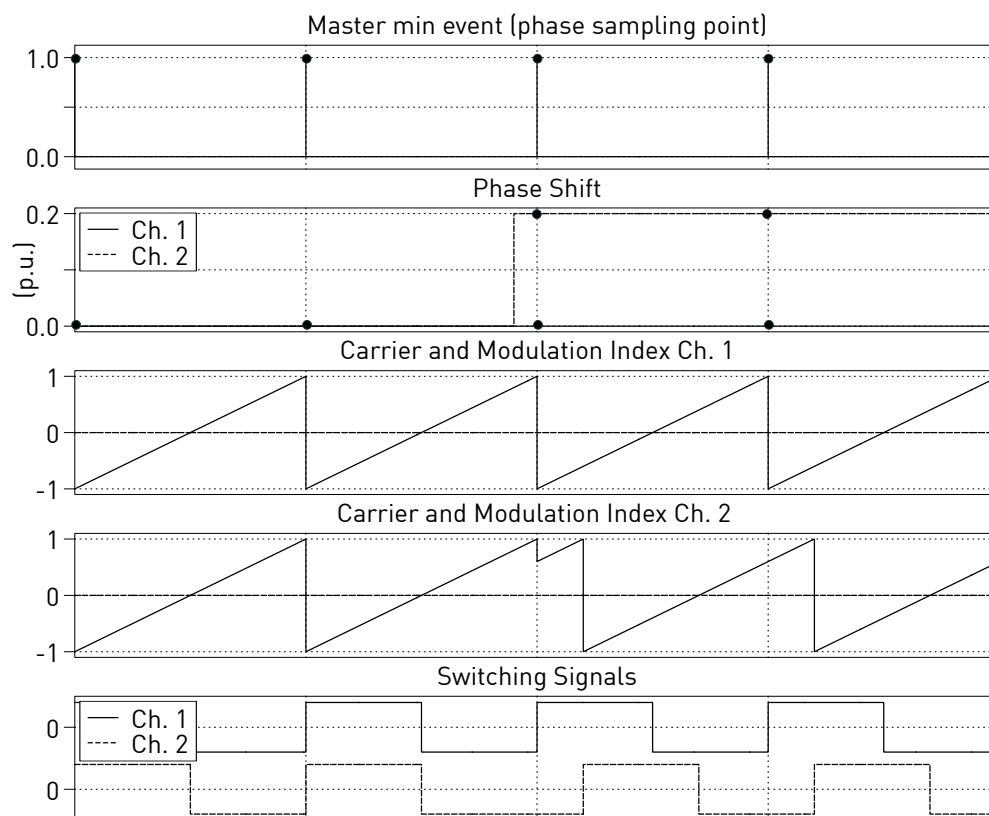 Master min event (phase sampling point)
1.0
0.0
Phase Shift
0.2
Ch. 1
Ch. 2
(p.u.)
0.0
Carrier and Modulation Index Ch. 1
1
0
-1
Carrier and Modulation Index Ch. 2
1
0
-1
Switching Signals
Ch. 1
0
Ch. 2
0